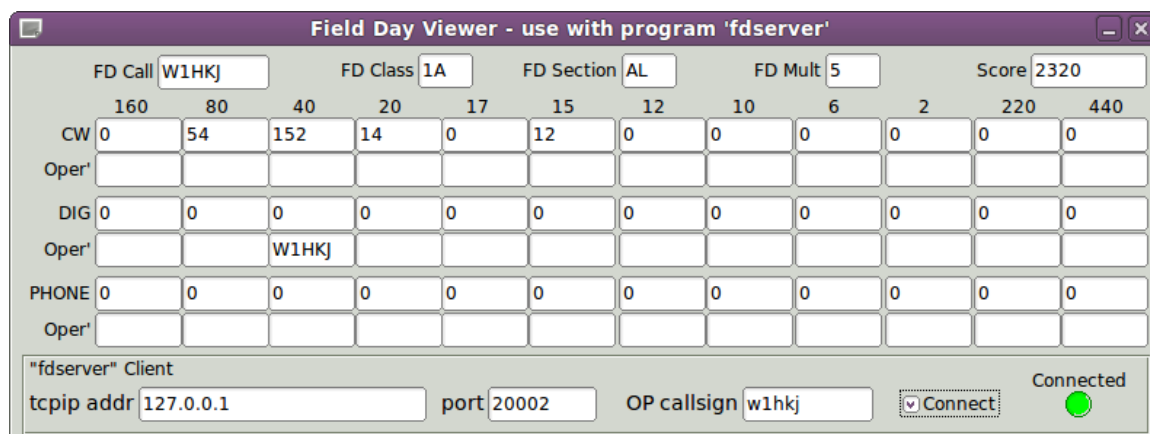 Field Day Viewer - use with program 'fdserver'
FD Call W1HKJ FD Class 1A FD Section AL FD Mult 5 Score 2320
160 80 40 20 17 15 12 10 6 2 220 440
CW 0 54 152 14 0 12 0 0 0 0 0 0
Oper'
DIG 0 0 0 0 0 0 0 0 0 0 0 0
Oper' W1HKJ
PHONE 0 0 0 0 0 0 0 0 0 0 0 0
Oper'
"fdserver" Client
Connected
tcpip addr 127.0.0.1 port 20002 OP callsign w1hkj Connect